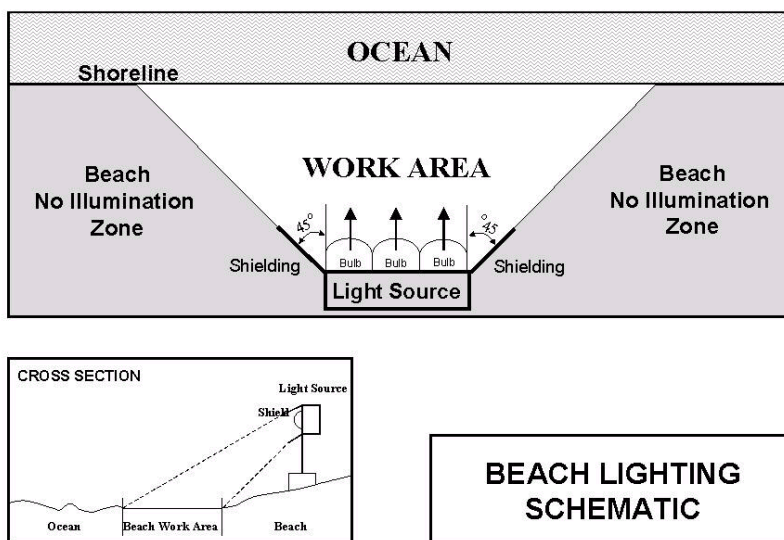 OCEAN
Shoreline
WORK AREA
Beach
No Illumination
Zone
Beach
No Illumination
Zone
45°
°45
Shielding
Bulb
Bulb
Bulb
Shielding
Light Source
CROSS SECTION
Light Source
Shield
Ocean
Beach Work Area
Beach
BEACH LIGHTING
SCHEMATIC